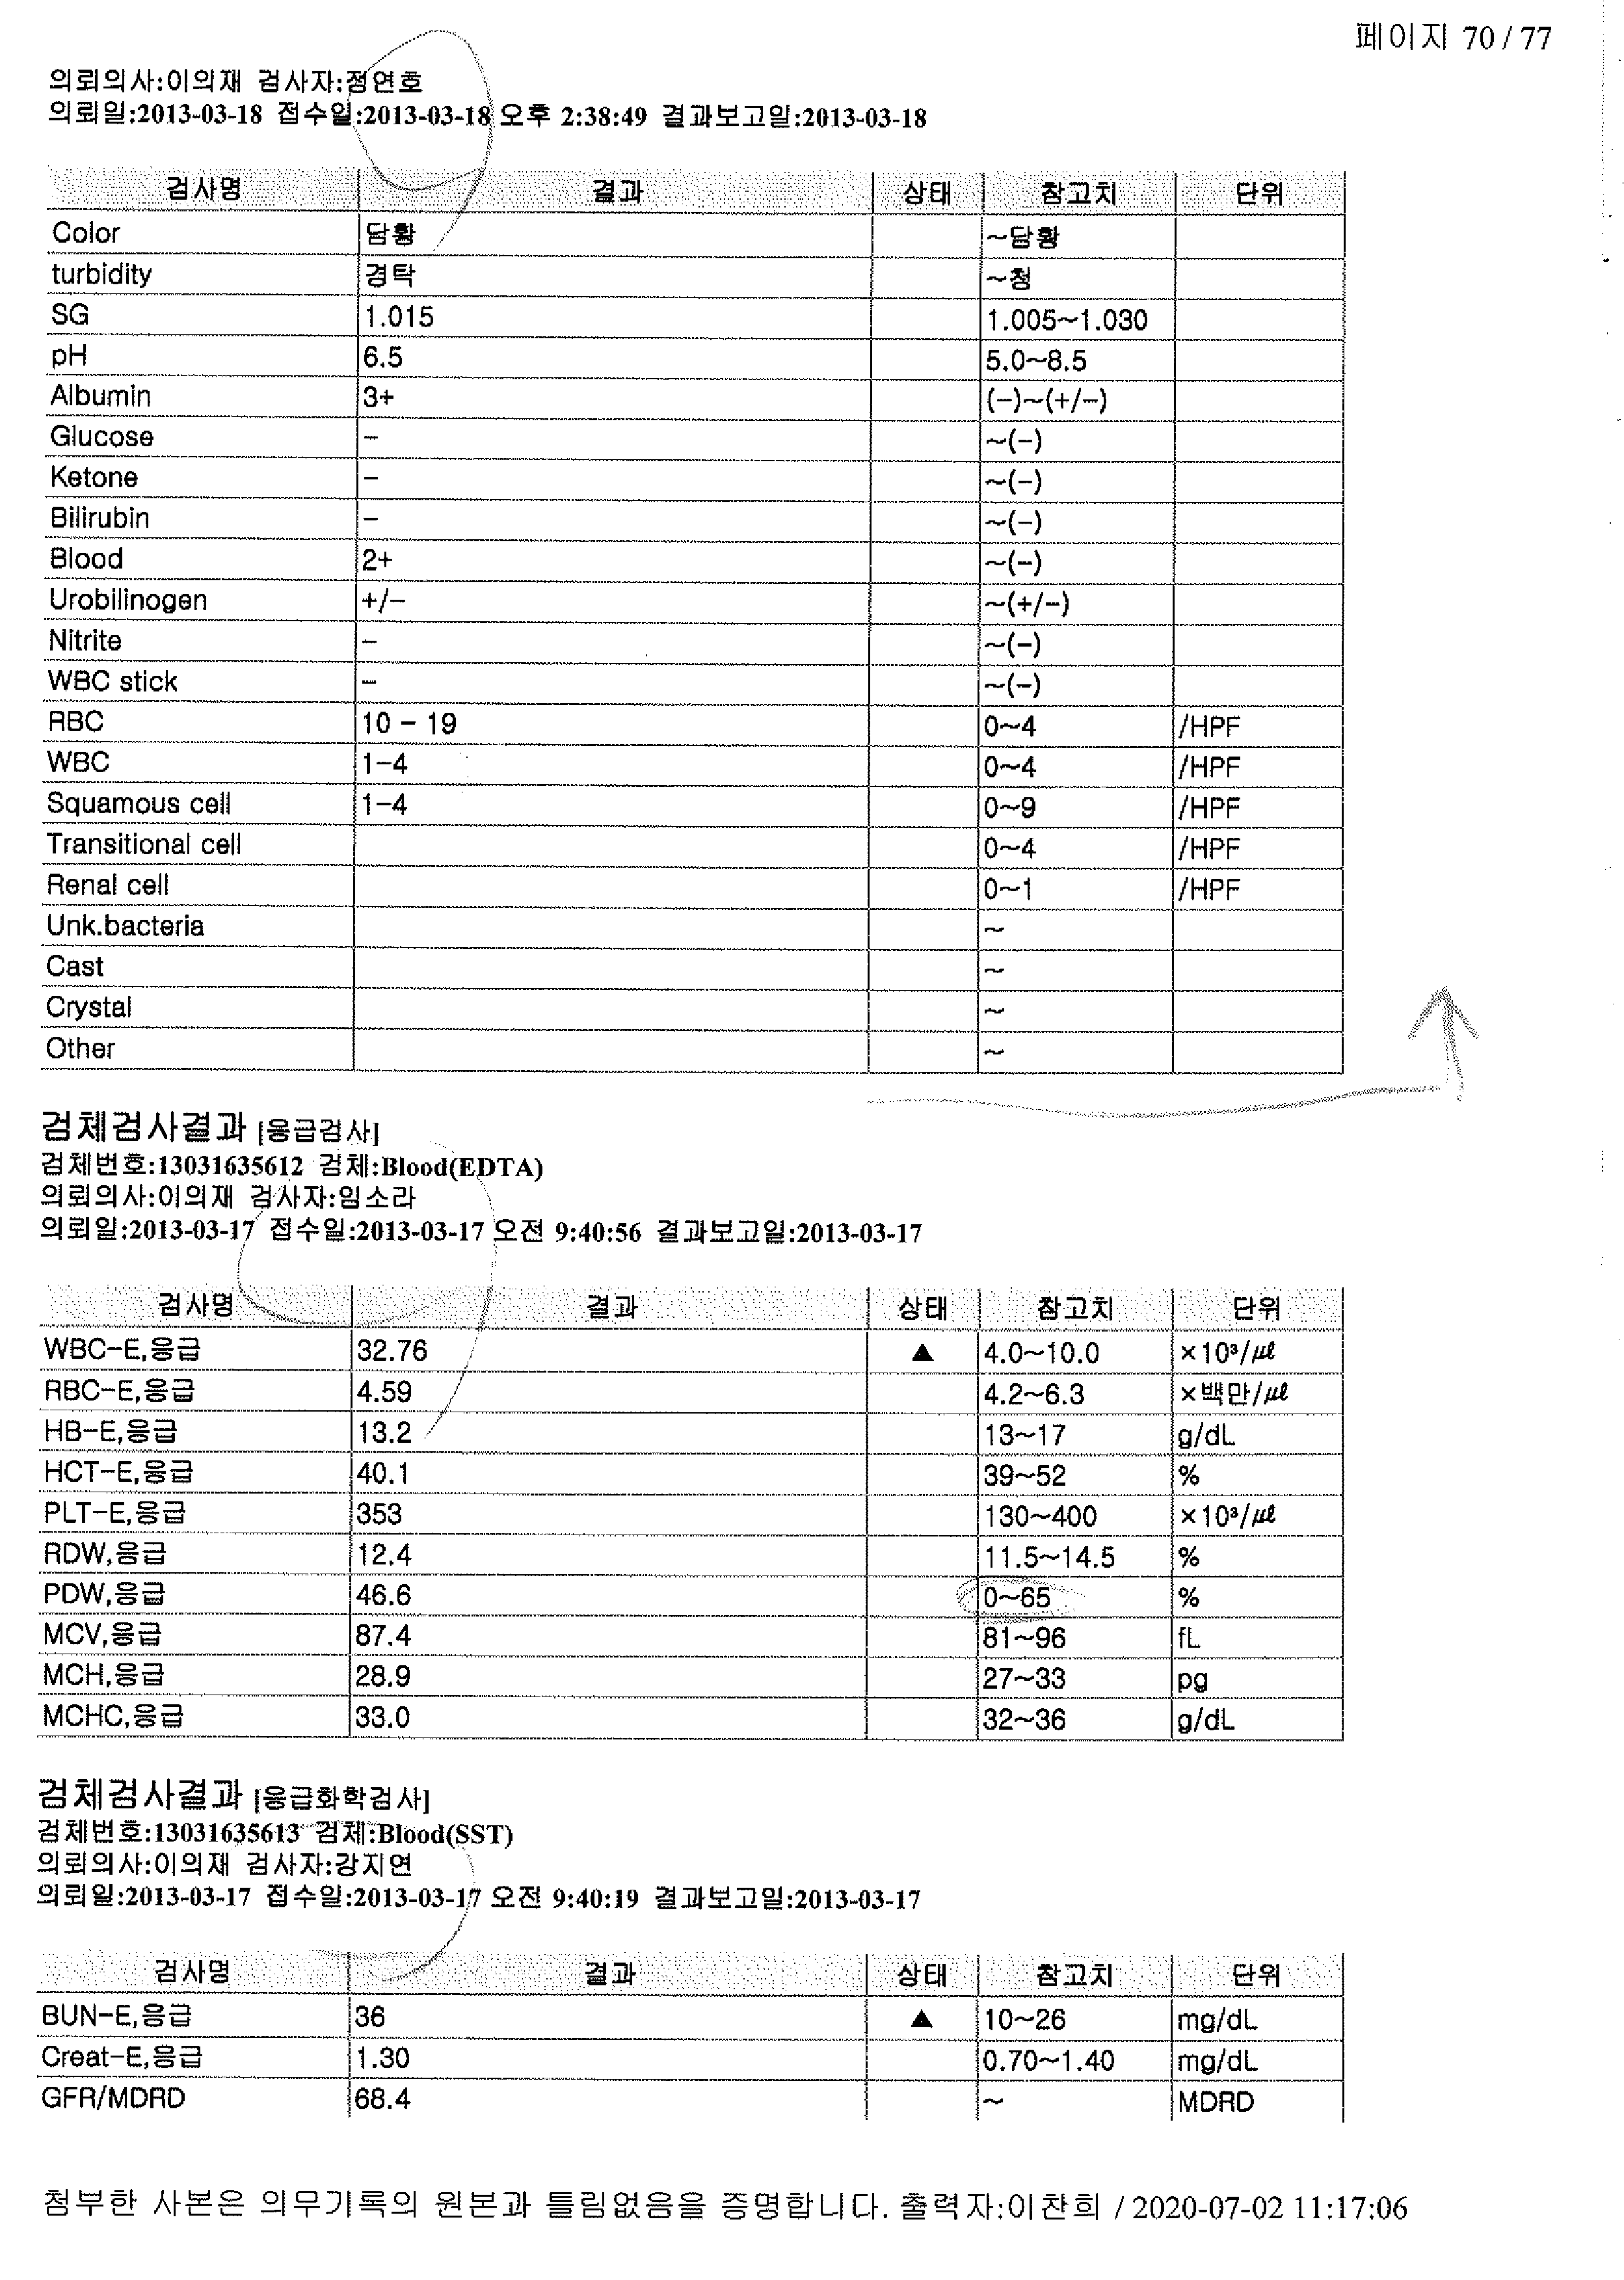 페이지 70 / 77
의뢰의사:이의재 검사자:정연호
의뢰일:2013-03-18 접수일:2013-03-18 오후 2:38:49 결과보고일:2013-03-18
검사명 결과 상태 참고치 단위
Color 담황 ~담황
turbidity 경탁 ~청
SG 1.015 1.005~1.030
pH 6.5 5.0~8.5
Albumin 3+ (-)~(+/-)
Glucose - ~(-)
Ketone - ~(-)
Bilirubin - ~(-)
Blood 2+ ~(-)
Urobilinogen +/- ~(+/-)
Nitrite - ~(-)
WBC stick - ~(-)
RBC 10 - 19 0~4 /HPF
WBC 1-4 0~4 /HPF
Squamous cell 1-4 0~9 /HPF
Transitional cell 0~4 /HPF
Renal cell 0~1 /HPF
Unk.bacteria ~
Cast ~
Crystal ~
Other ~
검체검사결과 [응급검사]
검체번호:13031635612 검체:Blood(EDTA)
의뢰의사:이의재 검사자:임소라
의뢰일:2013-03-17 접수일:2013-03-17 오전 9:40:56 결과보고일:2013-03-17
검사명 결과 상태 참고치 단위
WBC-E,응급 32.76 ▲ 4.0~10.0 ×10³/㎕
RBC-E,응급 4.59 4.2~6.3 ×백만/㎕
HB-E,응급 13.2 13~17 g/dL
HCT-E,응급 40.1 39~52 %
PLT-E,응급 353 130~400 ×10³/㎕
RDW,응급 12.4 11.5~14.5 %
PDW,응급 46.6 0~65 %
MCV,응급 87.4 81~96 fL
MCH,응급 28.9 27~33 pg
MCHC,응급 33.0 32~36 g/dL
검체검사결과 [응급화학검사]
검체번호:13031635613 검체:Blood(SST)
의뢰의사:이의재 검사자:강지연
의뢰일:2013-03-17 접수일:2013-03-17 오전 9:40:19 결과보고일:2013-03-17
검사명 결과 상태 참고치 단위
BUN-E,응급 36 ▲ 10~26 mg/dL
Creat-E,응급 1.30 0.70~1.40 mg/dL
GFR/MDRD 68.4 ~ MDRD
첨부한 사본은 의무기록의 원본과 틀림없음을 증명합니다. 출력자:이찬희 / 2020-07-02 11:17:06